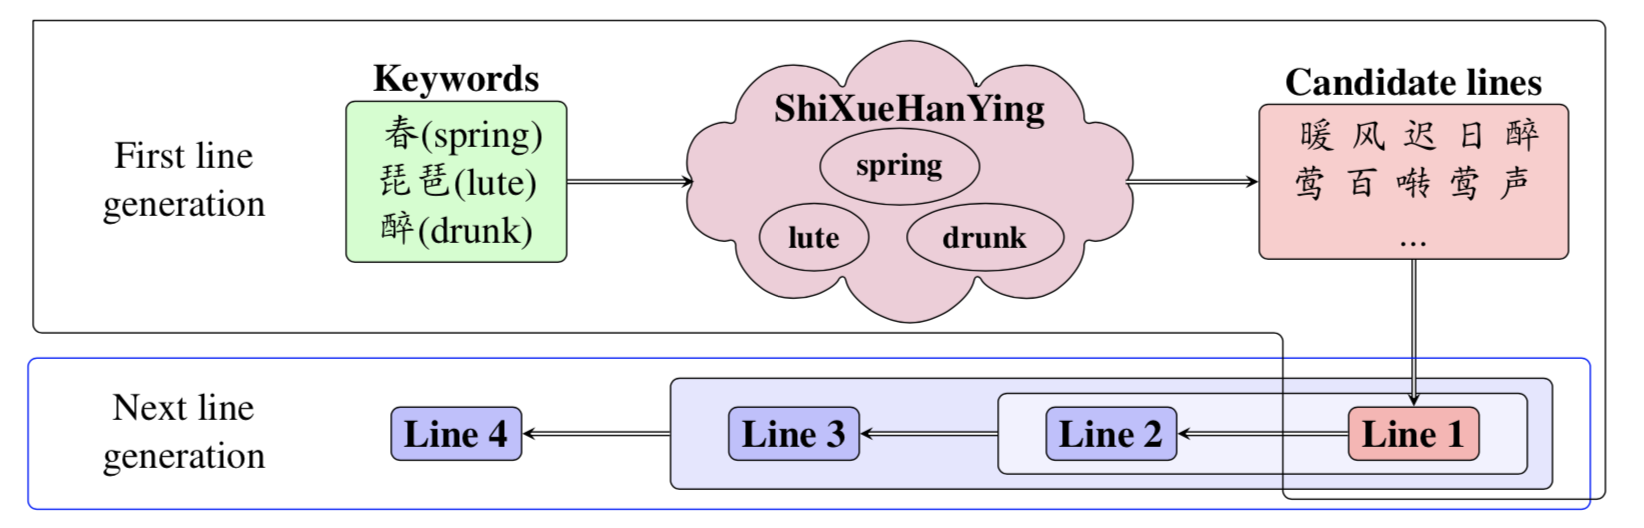 First line
generation
Keywords
春(spring)
琵琶(lute)
醉(drunk)
ShiXueHanYing
spring
lute
drunk
Candidate lines
暖 风 迟 日 醉
莺 百 啭 莺 声
...
Next line
generation
Line 4
Line 3
Line 2
Line 1